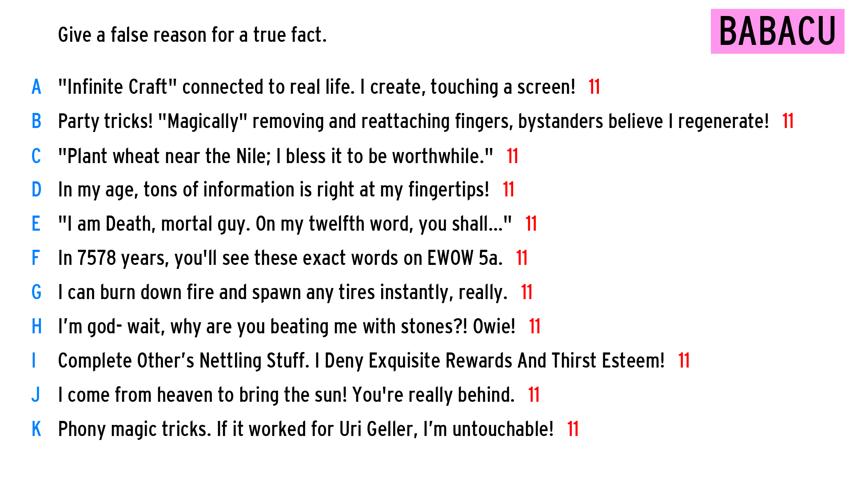 Give a false reason for a true fact.
BABACU
A "Infinite Craft" connected to real life. I create, touching a screen! 11
B Party tricks! "Magically" removing and reattaching fingers, bystanders believe I regenerate! 11
C "Plant wheat near the Nile; I bless it to be worthwhile." 11
D In my age, tons of information is right at my fingertips! 11
E "I am Death, mortal guy. On my twelfth word, you shall..." 11
F In 7578 years, you'll see these exact words on EWOW 5a. 11
G I can burn down fire and spawn any tires instantly, really. 11
H I’m god- wait, why are you beating me with stones?! Owie! 11
I Complete Other’s Nettling Stuff. I Deny Exquisite Rewards And Thirst Esteem! 11
J I come from heaven to bring the sun! You're really behind. 11
K Phony magic tricks. If it worked for Uri Geller, I’m untouchable! 11